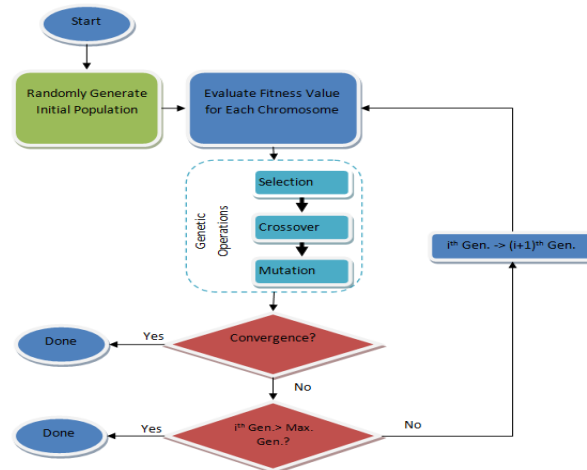 Start
Randomly Generate
Initial Population
Evaluate Fitness Value
for Each Chromosome
Genetic
Operations
Selection
Crossover
Mutation
iᵗʰ Gen. -> (i+1)ᵗʰ Gen.
Convergence?
Yes
Done
No
iᵗʰ Gen.> Max.
Gen.?
Yes
Done
No